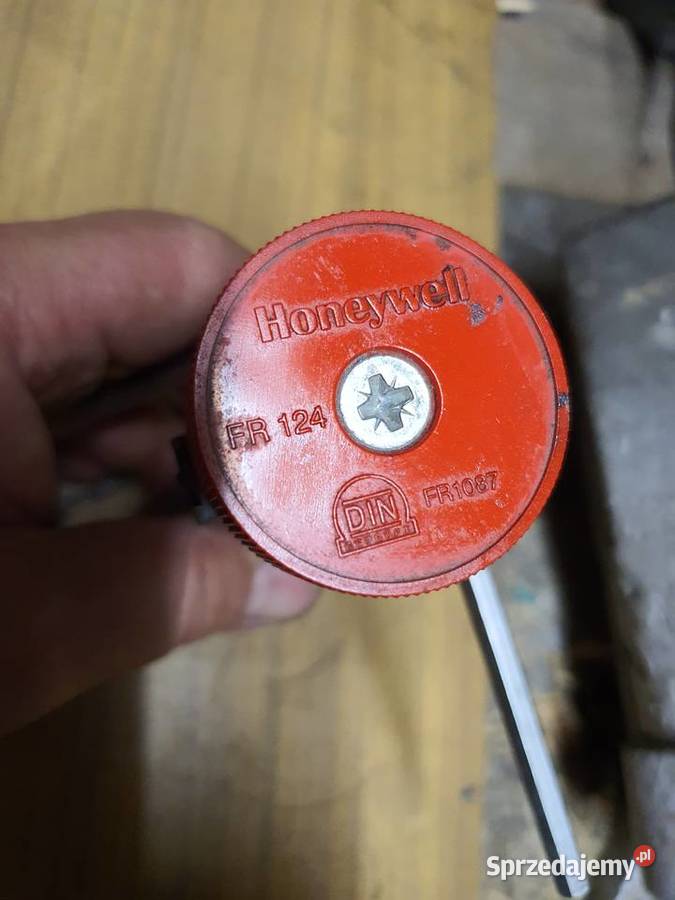 Honeywell
FR 124
DIN
FR1087
Sprzedajemy.pl